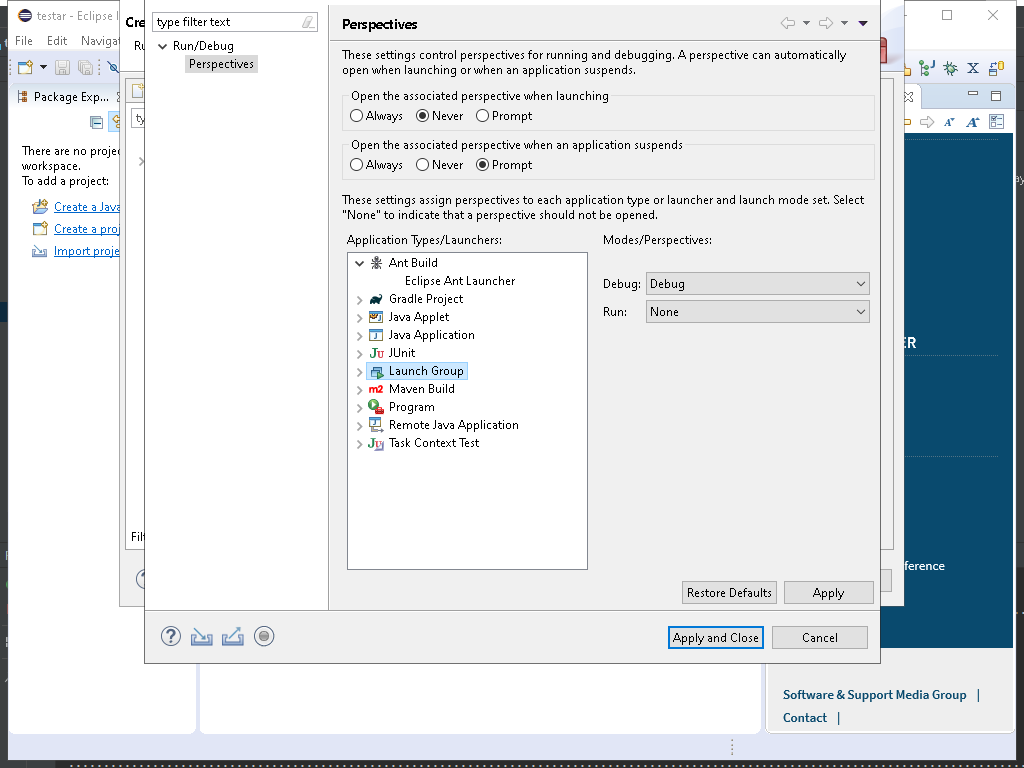 testar - Eclipse I
File Edit Navigat
Package Exp...
There are no proje
workspace.
To add a project:
Create a Java
Create a proj
Import proje
Cre
Ru
ty
Filt
type filter text
Run/Debug
Perspectives
Perspectives
These settings control perspectives for running and debugging. A perspective can automatically
open when launching or when an application suspends.
Open the associated perspective when launching
Always Never Prompt
Open the associated perspective when an application suspends
Always Never Prompt
These settings assign perspectives to each application type or launcher and launch mode set. Select
"None" to indicate that a perspective should not be opened.
Application Types/Launchers:
Modes/Perspectives:
Ant Build
Eclipse Ant Launcher
Gradle Project
Java Applet
Java Application
JUnit
Launch Group
Maven Build
Program
Remote Java Application
Task Context Test
Debug: Debug
Run: None
Restore Defaults Apply
Apply and Close Cancel
ER
ference
Software & Support Media Group |
Contact |